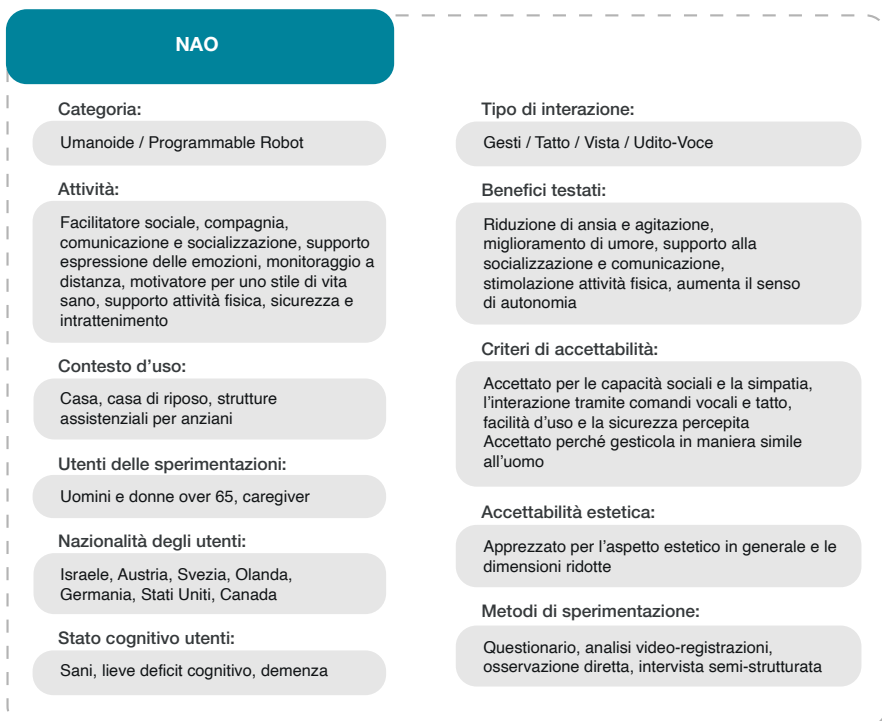 NAO
Categoria:
Umanoide / Programmable Robot
Attività:
Facilitatore sociale, compagnia,
comunicazione e socializzazione, supporto
espressione delle emozioni, monitoraggio a
distanza, motivatore per uno stile di vita
sano, supporto attività fisica, sicurezza e
intrattenimento
Contesto d’uso:
Casa, casa di riposo, strutture
assistenziali per anziani
Utenti delle sperimentazioni:
Uomini e donne over 65, caregiver
Nazionalità degli utenti:
Israele, Austria, Svezia, Olanda,
Germania, Stati Uniti, Canada
Stato cognitivo utenti:
Sani, lieve deficit cognitivo, demenza
Tipo di interazione:
Gesti / Tatto / Vista / Udito-Voce
Benefici testati:
Riduzione di ansia e agitazione,
miglioramento di umore, supporto alla
socializzazione e comunicazione,
stimolazione attività fisica, aumenta il senso
di autonomia
Criteri di accettabilità:
Accettato per le capacità sociali e la simpatia,
l’interazione tramite comandi vocali e tatto,
facilità d’uso e la sicurezza percepita
Accettato perché gesticola in maniera simile
all’uomo
Accettabilità estetica:
Apprezzato per l’aspetto estetico in generale e le
dimensioni ridotte
Metodi di sperimentazione:
Questionario, analisi video-registrazioni,
osservazione diretta, intervista semi-strutturata